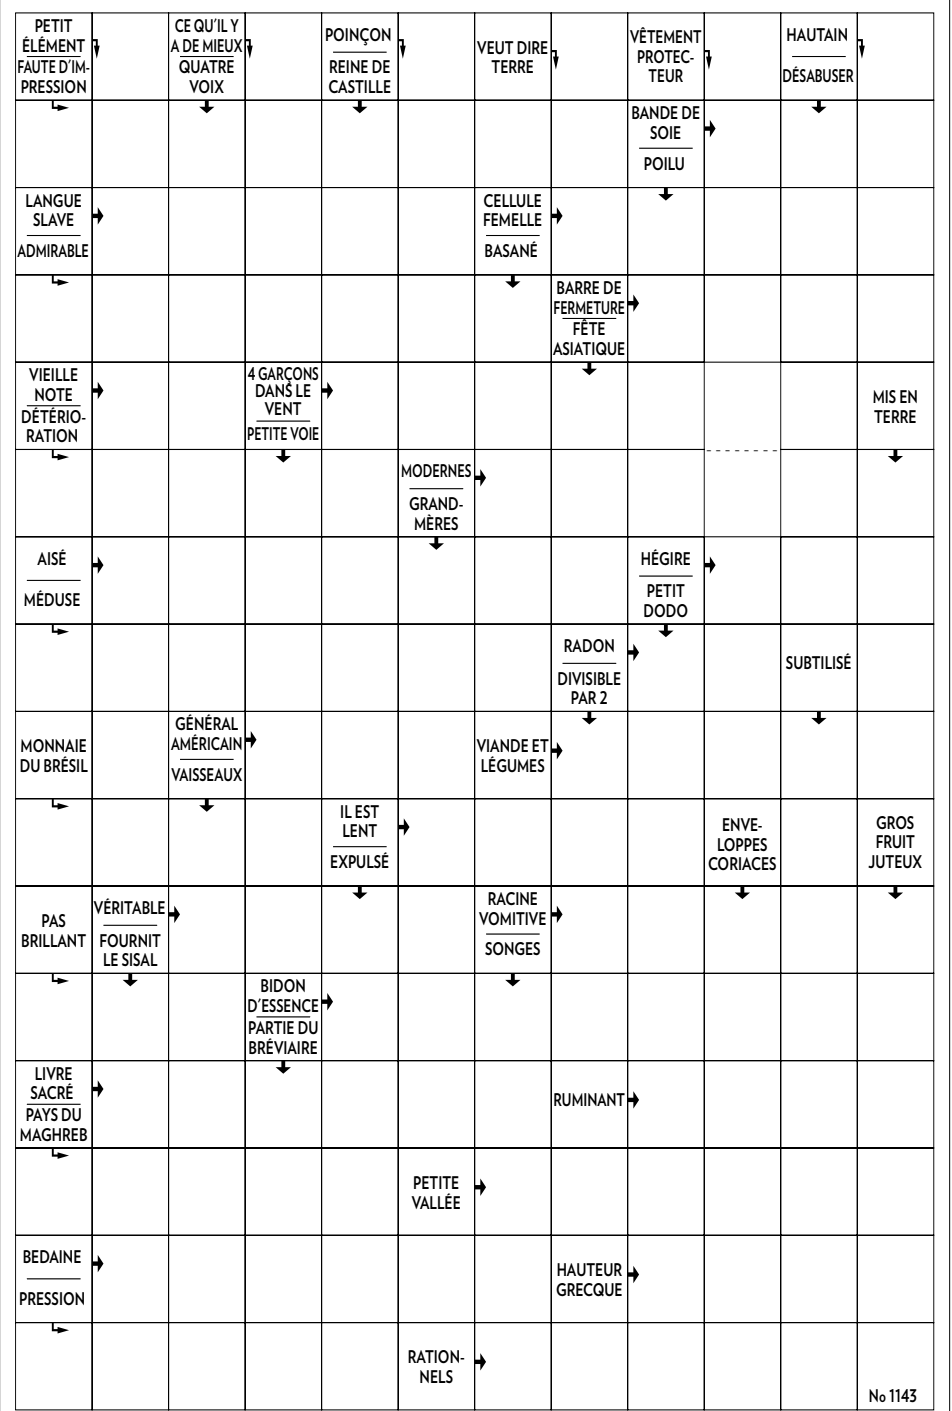 PETIT
ÉLÉMENT
FAUTE D'IM-
PRESSION
CE QU'IL Y
A DE MIEUX
QUATRE
VOIX
POINÇON
REINE DE
CASTILLE
VEUT DIRE
TERRE
VÊTEMENT
PROTEC-
TEUR
HAUTAIN
DÉSABUSER
BANDE DE
SOIE
POILU
LANGUE
SLAVE
ADMIRABLE
CELLULE
FEMELLE
BASANÉ
BARRE DE
FERMETURE
FÊTE
ASIATIQUE
VIEILLE
NOTE
DÉTÉRIO-
RATION
4 GARÇONS
DANS LE
VENT
PETITE VOIE
MIS EN
TERRE
MODERNES
GRAND-
MÈRES
AISÉ
MÉDUSE
HÉGIRE
PETIT
DODO
RADON
DIVISIBLE
PAR 2
SUBTILISÉ
MONNAIE
DU BRÉSIL
GÉNÉRAL
AMÉRICAIN
VAISSEAUX
VIANDE ET
LÉGUMES
IL EST
LENT
EXPULSÉ
ENVE-
LOPPES
CORIACES
GROS
FRUIT
JUTEUX
PAS
BRILLANT
VÉRITABLE
FOURNIT
LE SISAL
RACINE
VOMITIVE
SONGES
BIDON
D'ESSENCE
PARTIE DU
BRÉVIAIRE
LIVRE
SACRÉ
PAYS DU
MAGHREB
RUMINANT
PETITE
VALLÉE
BEDAINE
PRESSION
HAUTEUR
GRECQUE
RATION-
NELS
No 1143